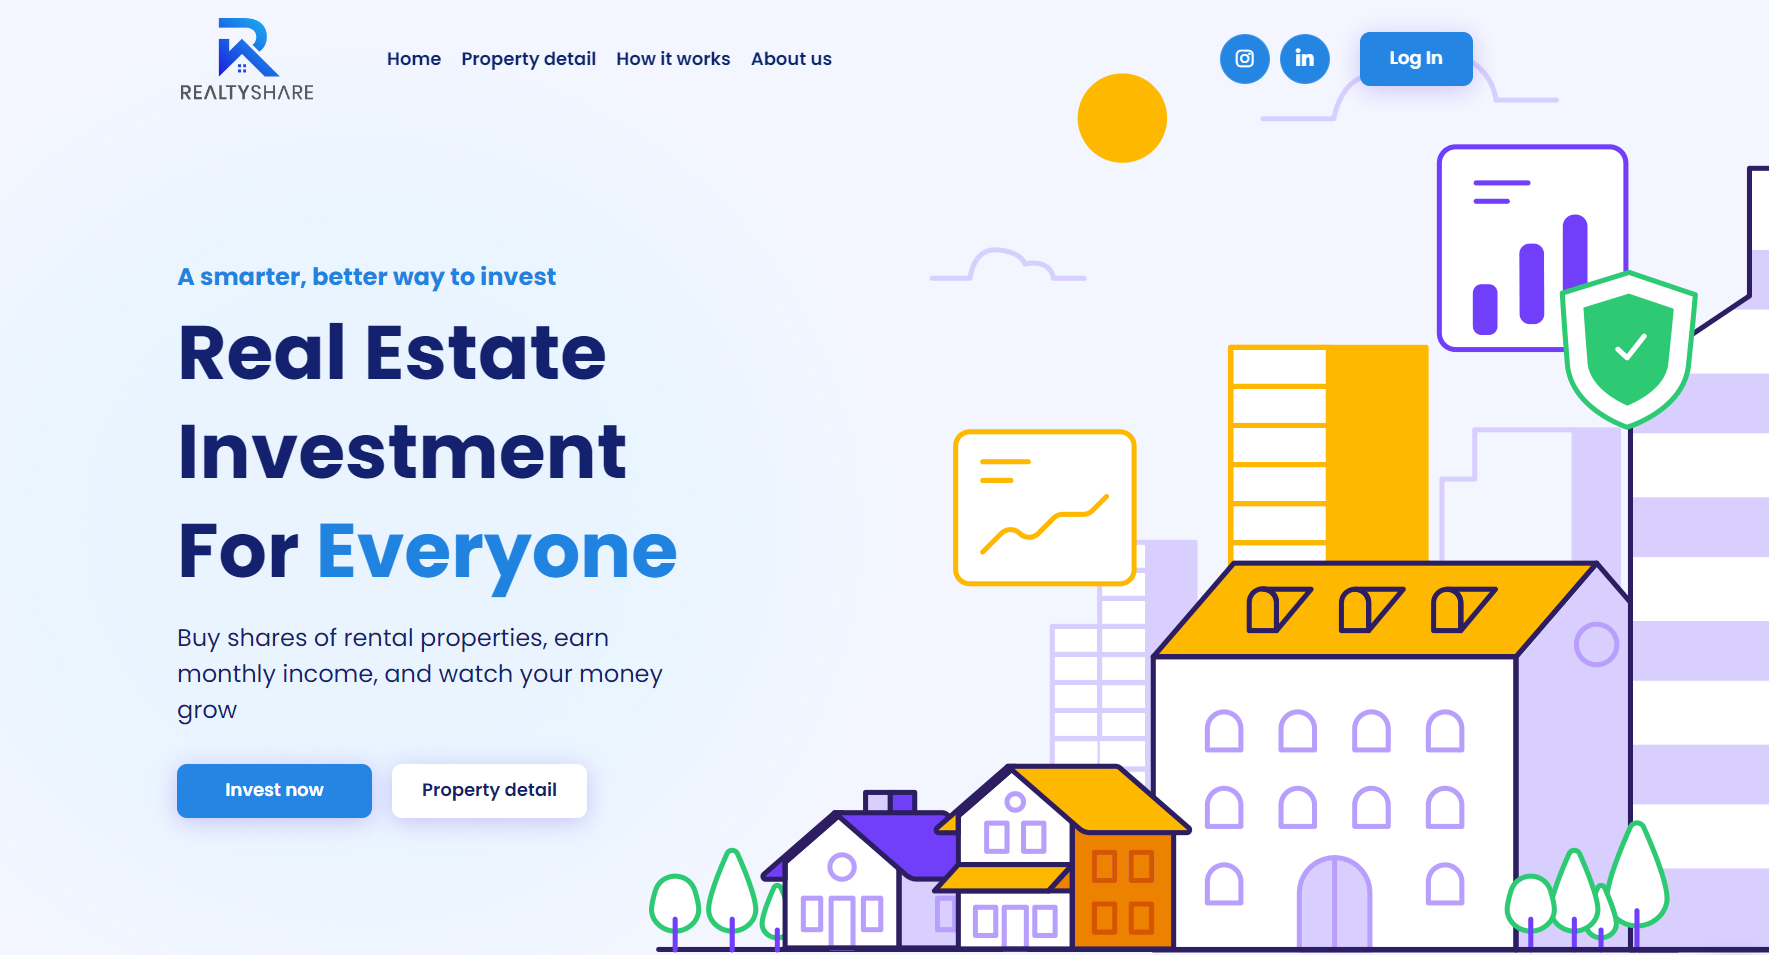 REALTYSHARE
Home Property detail How it works About us
in
Log In
A smarter, better way to invest
Real Estate
Investment
For Everyone
Buy shares of rental properties, earn
monthly income, and watch your money
grow
Invest now
Property detail